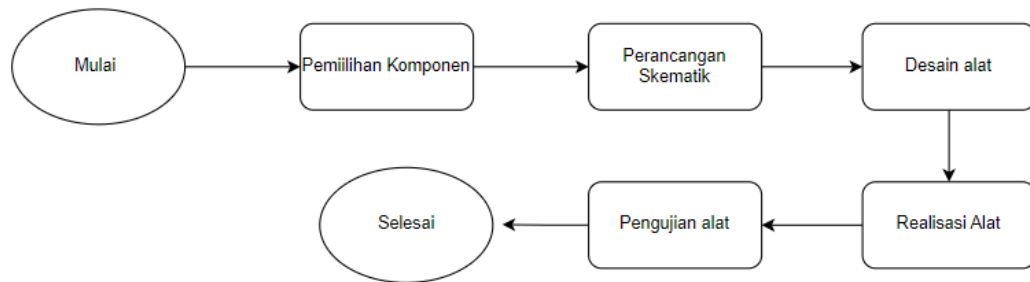 Mulai
Pemiilihan Komponen
Perancangan
Skematik
Desain alat
Realisasi Alat
Pengujian alat
Selesai